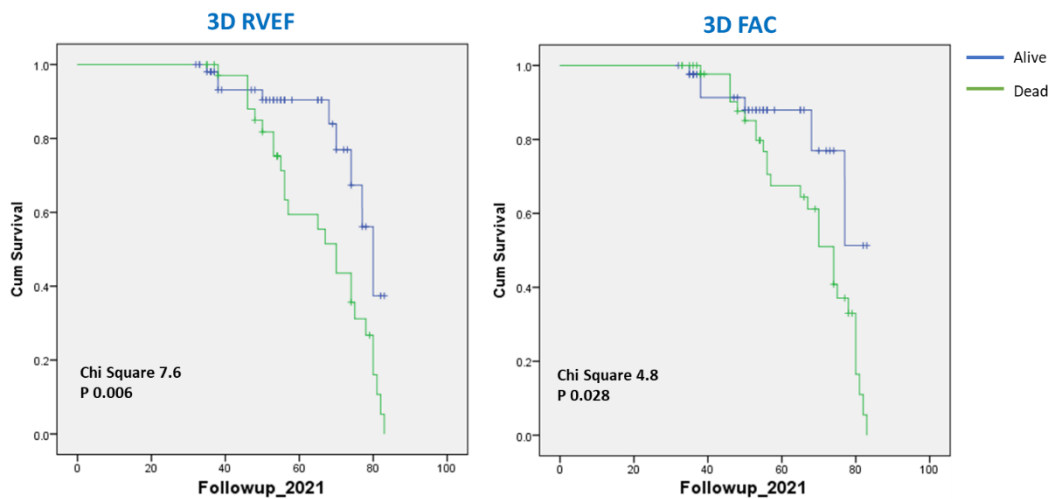 3D RVEF
1.0
0.8
0.6
0.4
0.2
0.0
Cum Survival
Chi Square 7.6
P 0.006
0 20 40 60 80 100
Followup_2021
3D FAC
1.0
0.8
0.6
0.4
0.2
0.0
Cum Survival
Chi Square 4.8
P 0.028
0 20 40 60 80 100
Followup_2021
Alive
Dead